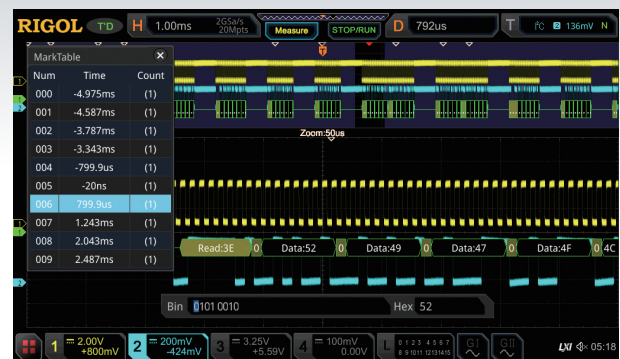 RIGOL T'D H 1.00ms 2GSa/s 20Mpts Measure STOP/RUN D 792us T I²C 2 136mV N
MarkTable ×
Num Time Count
000 -4.975ms (1)
001 -4.587ms (1)
002 -3.787ms (1)
003 -3.343ms (1)
004 -799.9us (1)
005 -20ns (1)
006 799.9us (1)
007 1.243ms (1)
008 2.043ms (1)
009 2.487ms (1)
T
Zoom:50us
Read:3E 0 Data:52 0 Data:49 0 Data:47 0 Data:4F 0 4C
Bin 0101 0010 Hex 52
1 2.00V +800mV 2 200mV -424mV 3 3.25V +5.59V 4 100mV 0.00V L 0 1 2 3 4 5 6 7 8 9 10 11 12 13 14 15 GI GII LXI 05:18